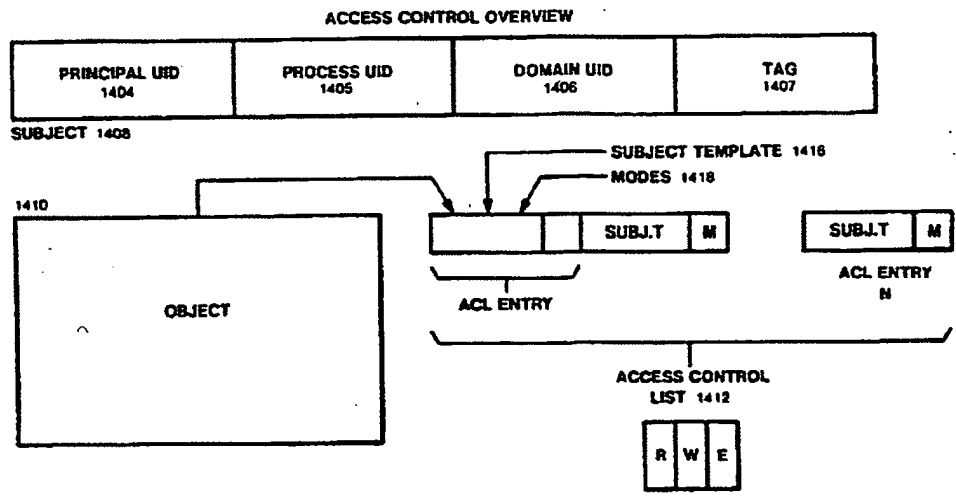 ACCESS CONTROL OVERVIEW
PRINCIPAL UID
1404
PROCESS UID
1405
DOMAIN UID
1406
TAG
1407
SUBJECT 1408
SUBJECT TEMPLATE 1416
MODES 1418
1410
OBJECT
SUBJ.T
M
SUBJ.T
M
ACL ENTRY
ACL ENTRY
N
ACCESS CONTROL
LIST 1412
R W E